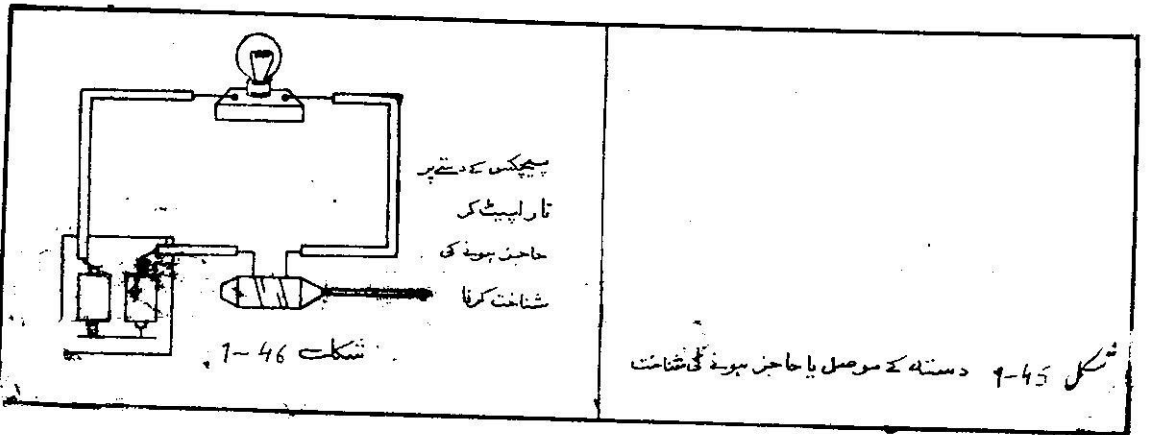 پیچکس کے دستے پر
تار لپیٹ کر
حاجز ہونے کی
شناخت کرنا
شکل 46-1
شکل 45-1 دستہ کے موصل یا حاجز ہونے کی شناخت